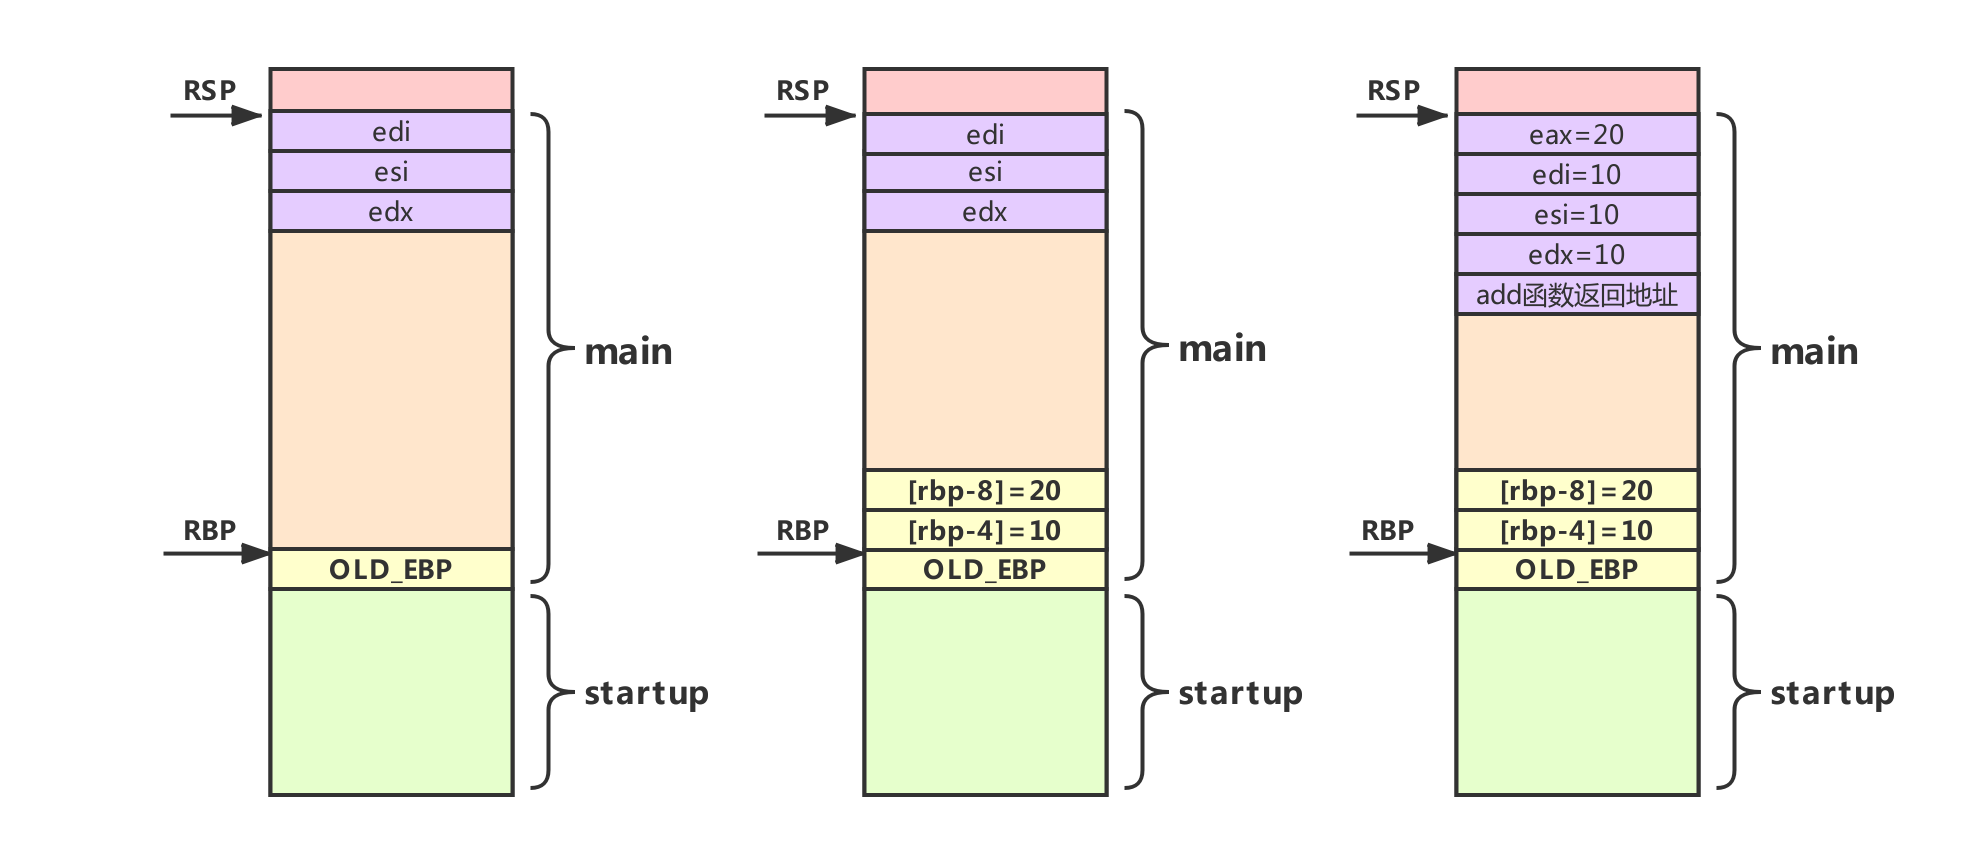 RSP
edi
esi
edx
main
RBP
OLD_EBP
startup
RSP
edi
esi
edx
main
[rbp-8]=20
[rbp-4]=10
RBP
OLD_EBP
startup
RSP
eax=20
edi=10
esi=10
edx=10
add函数返回地址
main
[rbp-8]=20
[rbp-4]=10
RBP
OLD_EBP
startup